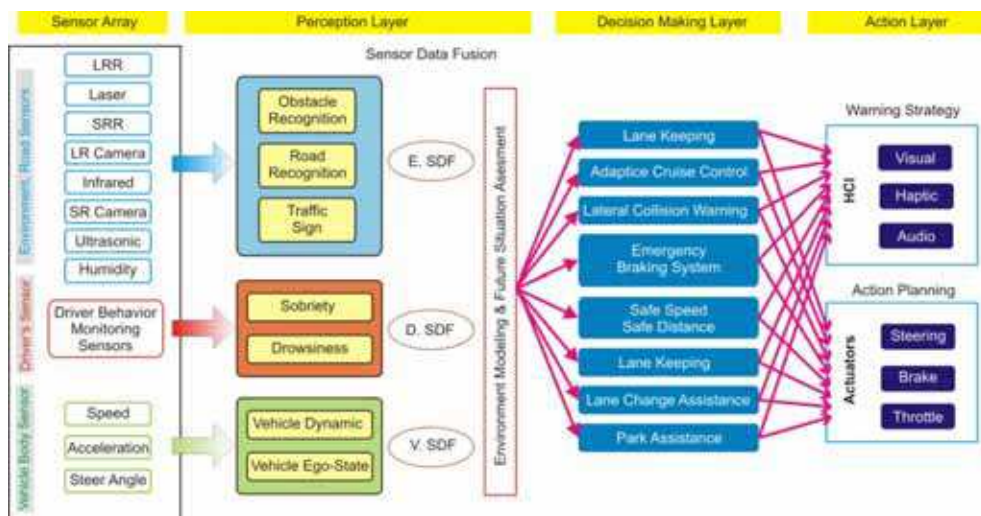 Sensor Array
Perception Layer
Decision Making Layer
Action Layer
Environment, Road Sensors
LRR
Laser
SRR
LR Camera
Infrared
SR Camera
Ultrasonic
Humidity
Driver's Sensor
Driver Behavior
Monitoring
Sensors
Vehicle Body Sensor
Speed
Acceleration
Steer Angle
Sensor Data Fusion
Obstacle
Recognition
Road
Recognition
Traffic
Sign
E. SDF
Sobriety
Drowsiness
D. SDF
Vehicle Dynamic
Vehicle Ego-State
V. SDF
Environment Modeling & Future Situation Asesment
Lane Keeping
Adaptice Cruise Control
Lateral Collision Warning
Emergency
Braking System
Safe Speed
Safe Distance
Lane Keeping
Lane Change Assistance
Park Assistance
Warning Strategy
HCI
Visual
Haptic
Audio
Action Planning
Actuators
Steering
Brake
Throttle